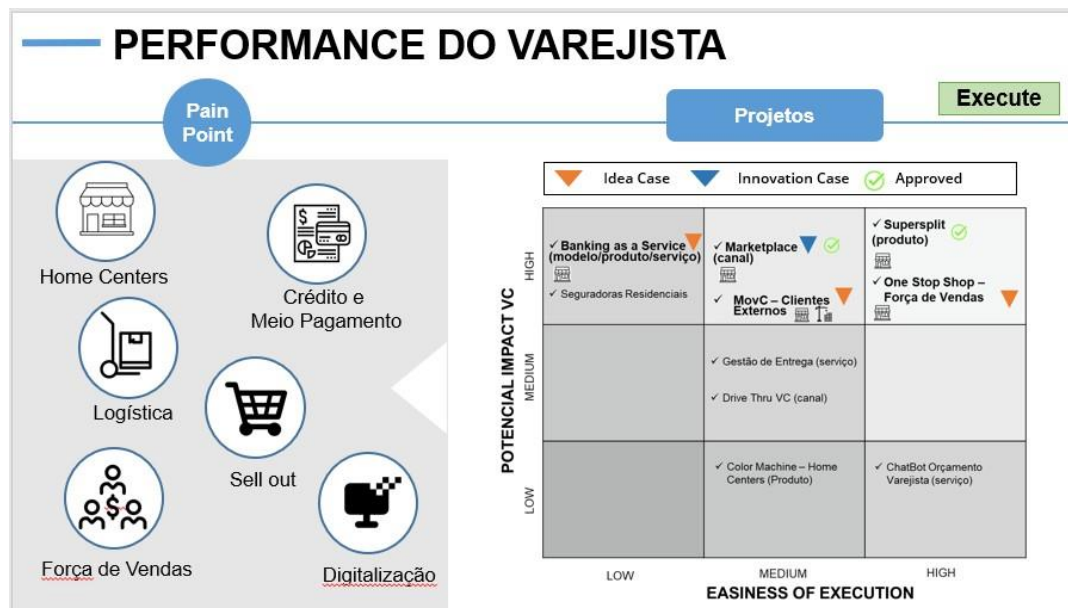 PERFORMANCE DO VAREJISTA
Pain
Point
Projetos
Execute
Home Centers
Crédito e
Meio Pagamento
Logística
Sell out
Força de Vendas
Digitalização
Idea Case
Innovation Case
Approved
POTENCIAL IMPACT VC
HIGH
MEDIUM
LOW
✓ Banking as a Service
(modelo/produto/serviço)
✓ Seguradoras Residenciais
✓ Marketplace
(canal)
✓ MovC – Clientes
Externos
✓ Supersplit
(produto)
✓ One Stop Shop –
Força de Vendas
✓ Gestão de Entrega (serviço)
✓ Drive Thru VC (canal)
✓ Color Machine – Home
Centers (Produto)
✓ ChatBot Orçamento
Varejista (serviço)
LOW
MEDIUM
HIGH
EASINESS OF EXECUTION